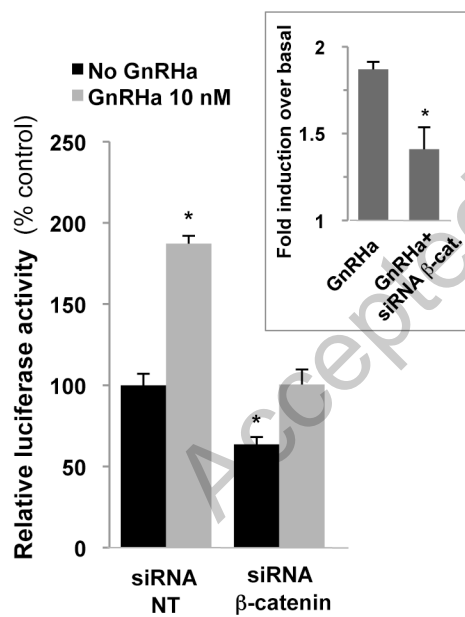 No GnRHa
GnRHa 10 nM
Relative luciferase activity (% control)
250
200
150
100
50
0
*
*
siRNA
NT
siRNA
β-catenin
Fold induction over basal
2
1.5
1
*
GnRHa
GnRHa+
siRNA β-cat.
Accepted